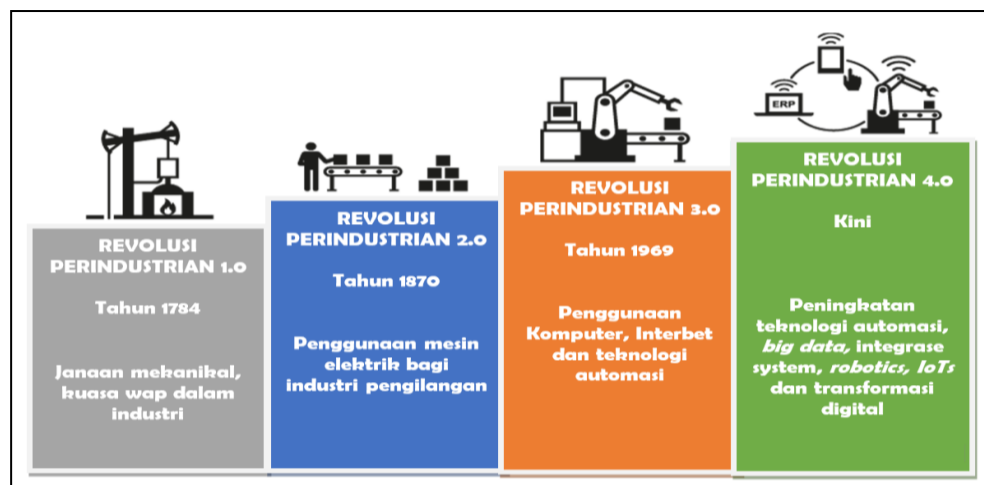 REVOLUSI
PERINDUSTRIAN 1.0
Tahun 1784
Janaan mekanikal,
kuasa wap dalam
industri
REVOLUSI
PERINDUSTRIAN 2.0
Tahun 1870
Penggunaan mesin
elektrik bagi
industri pengilangan
REVOLUSI
PERINDUSTRIAN 3.0
Tahun 1969
Penggunaan
Komputer, Interbet
dan teknologi
automasi
ERP
REVOLUSI
PERINDUSTRIAN 4.0
Kini
Peningkatan
teknologi automasi,
big data, integrase
system, robotics, IoTs
dan transformasi
digital